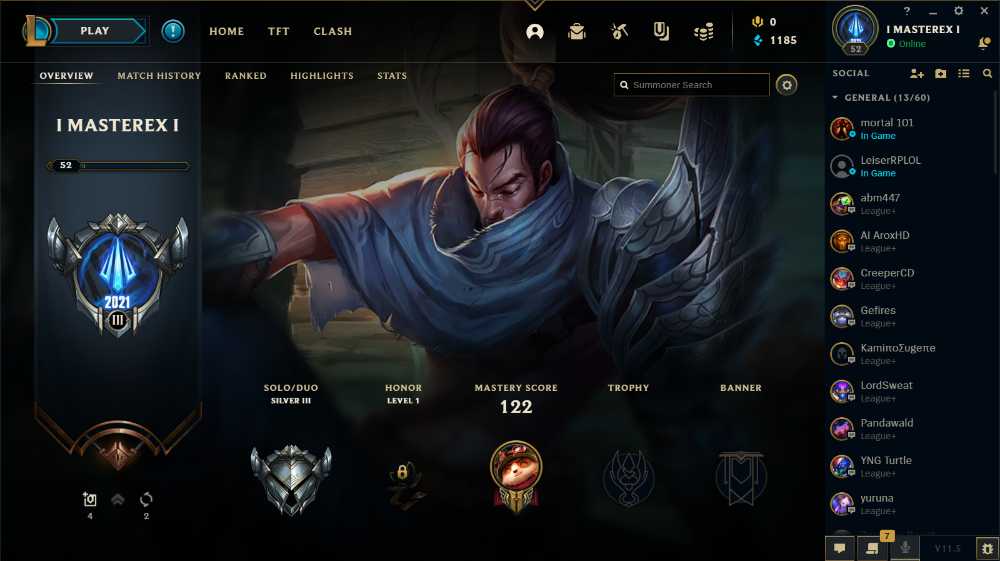 PLAY
HOME
TFT
CLASH
0
1185
?
I MASTEREX I
Online
52
OVERVIEW
MATCH HISTORY
RANKED
HIGHLIGHTS
STATS
Summoner Search
I MASTEREX I
52
2021
III
4
2
SOLO/DUO
SILVER III
HONOR
LEVEL 1
MASTERY SCORE
122
TROPHY
BANNER
SOCIAL
GENERAL (13/60)
mortal 101
In Game
LeiserRPLOL
In Game
abm447
League+
AI AroxHD
League+
CreeperCD
League+
Gefires
League+
KamiποΣugeπe
League+
LordSweat
League+
Pandawald
League+
YNG Turtle
League+
yuruna
League+
7
V11.5